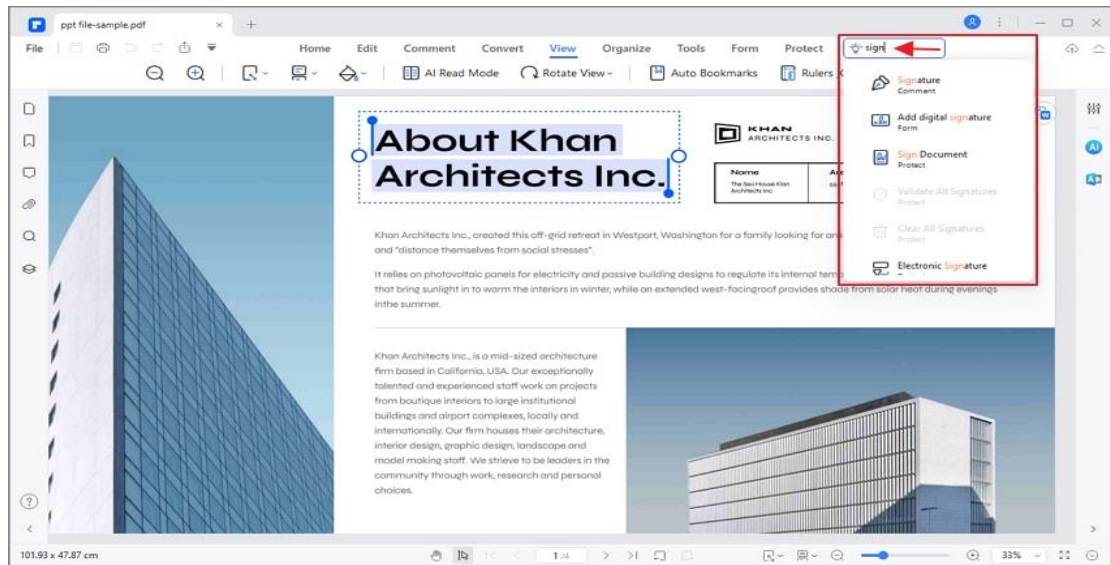 ppt file-sample.pdf
File
Home Edit Comment Convert View Organize Tools Form Protect
sign
AI Read Mode Rotate View Auto Bookmarks Rulers
Signature
Comment
Add digital signature
Form
Sign Document
Protect
Validate All Signatures
Protect
Clear All Signatures
Protect
Electronic Signature
About Khan
Architects Inc.
KHAN
ARCHITECTS INC.
Name
The Sea House Klan
Architects Inc
Khan Architects Inc., created this off-grid retreat in Westport, Washington for a family looking for an
and "distance themselves from social stresses".
It relies on photovoltaic panels for electricity and passive building designs to regulate its internal
that bring sunlight in to warm the interiors in winter, while an extended west-facingroof provides shade from solar heat during evenings
inthe summer.
Khan Architects Inc., is a mid-sized architecture
firm based in California, USA. Our exceptionally
talented and experienced staff work on projects
from boutique interiors to large institutional
buildings and airport complexes, locally and
internationally. Our firm houses their architecture,
interior design, graphic design, landscape and
model making staff. We strieve to be leaders in the
community through work, research and personal
choices.
101.93 x 47.87 cm
1 /4
33%